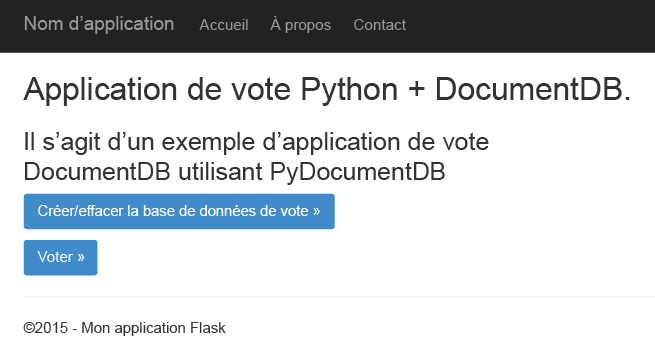 Nom d’application Accueil À propos Contact
Application de vote Python + DocumentDB.
Il s’agit d’un exemple d’application de vote
DocumentDB utilisant PyDocumentDB
Créer/effacer la base de données de vote »
Voter »
©2015 - Mon application Flask